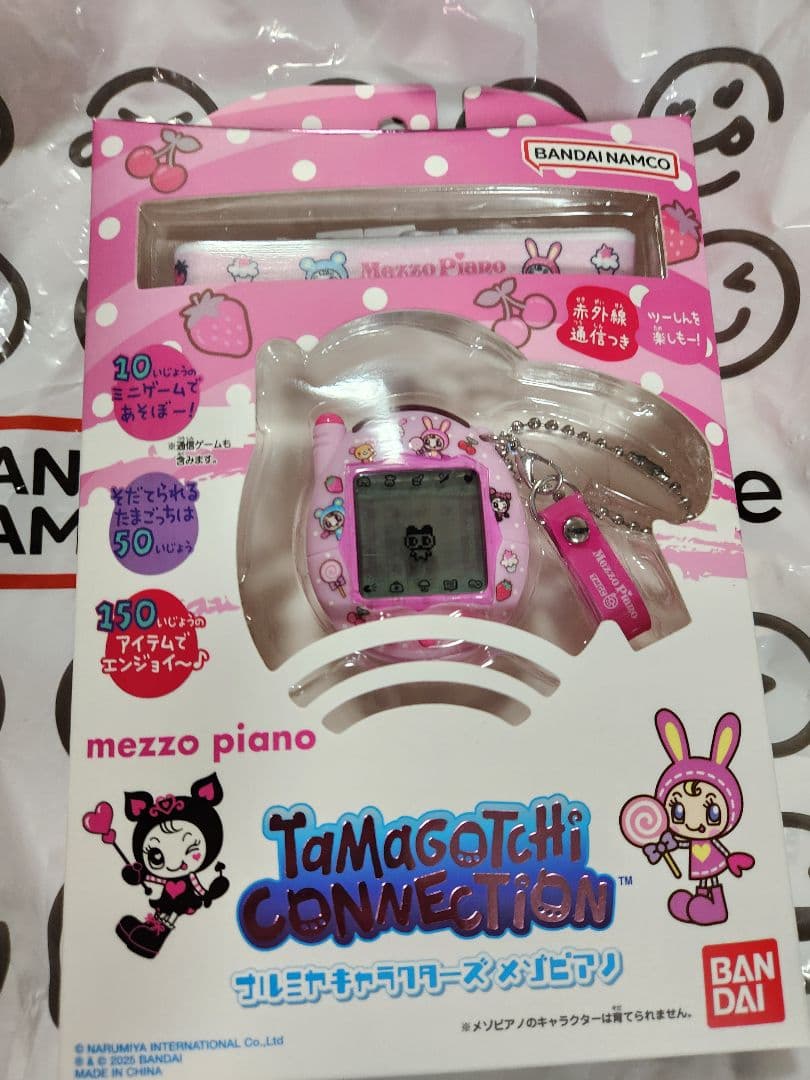 BANDAI NAMCO
Mezzo Piano
赤外線
通信つき
ツーしんを
楽しもー!
10いじょうの
ミニゲームで
あそぼー!
※通信ゲームも
含みます。
そだてられる
たまごっちは
50いじょう
150いじょうの
アイテムで
エンジョイ〜♪
Mezzo Piano
mezzo piano
TAMAGOTCHI
CONNECTION™
ナルミヤキャラクターズ メゾピアノ
※メゾピアノのキャラクターは育てられません。
BAN
DAI
© NARUMIYA INTERNATIONAL Co.,Ltd
® & © 2025 BANDAI
MADE IN CHINA